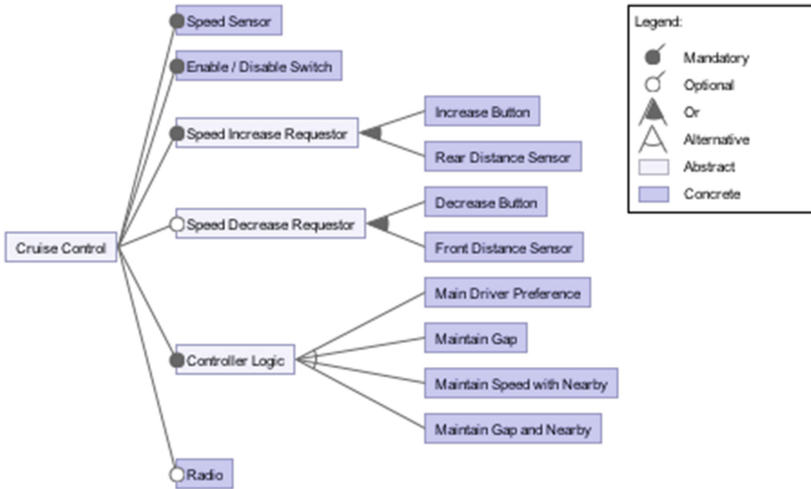 Speed Sensor
Enable / Disable Switch
Speed Increase Requestor
Increase Button
Rear Distance Sensor
Speed Decrease Requestor
Decrease Button
Front Distance Sensor
Cruise Control
Controller Logic
Main Driver Preference
Maintain Gap
Maintain Speed with Nearby
Maintain Gap and Nearby
Radio
Legend:
Mandatory
Optional
Or
Alternative
Abstract
Concrete